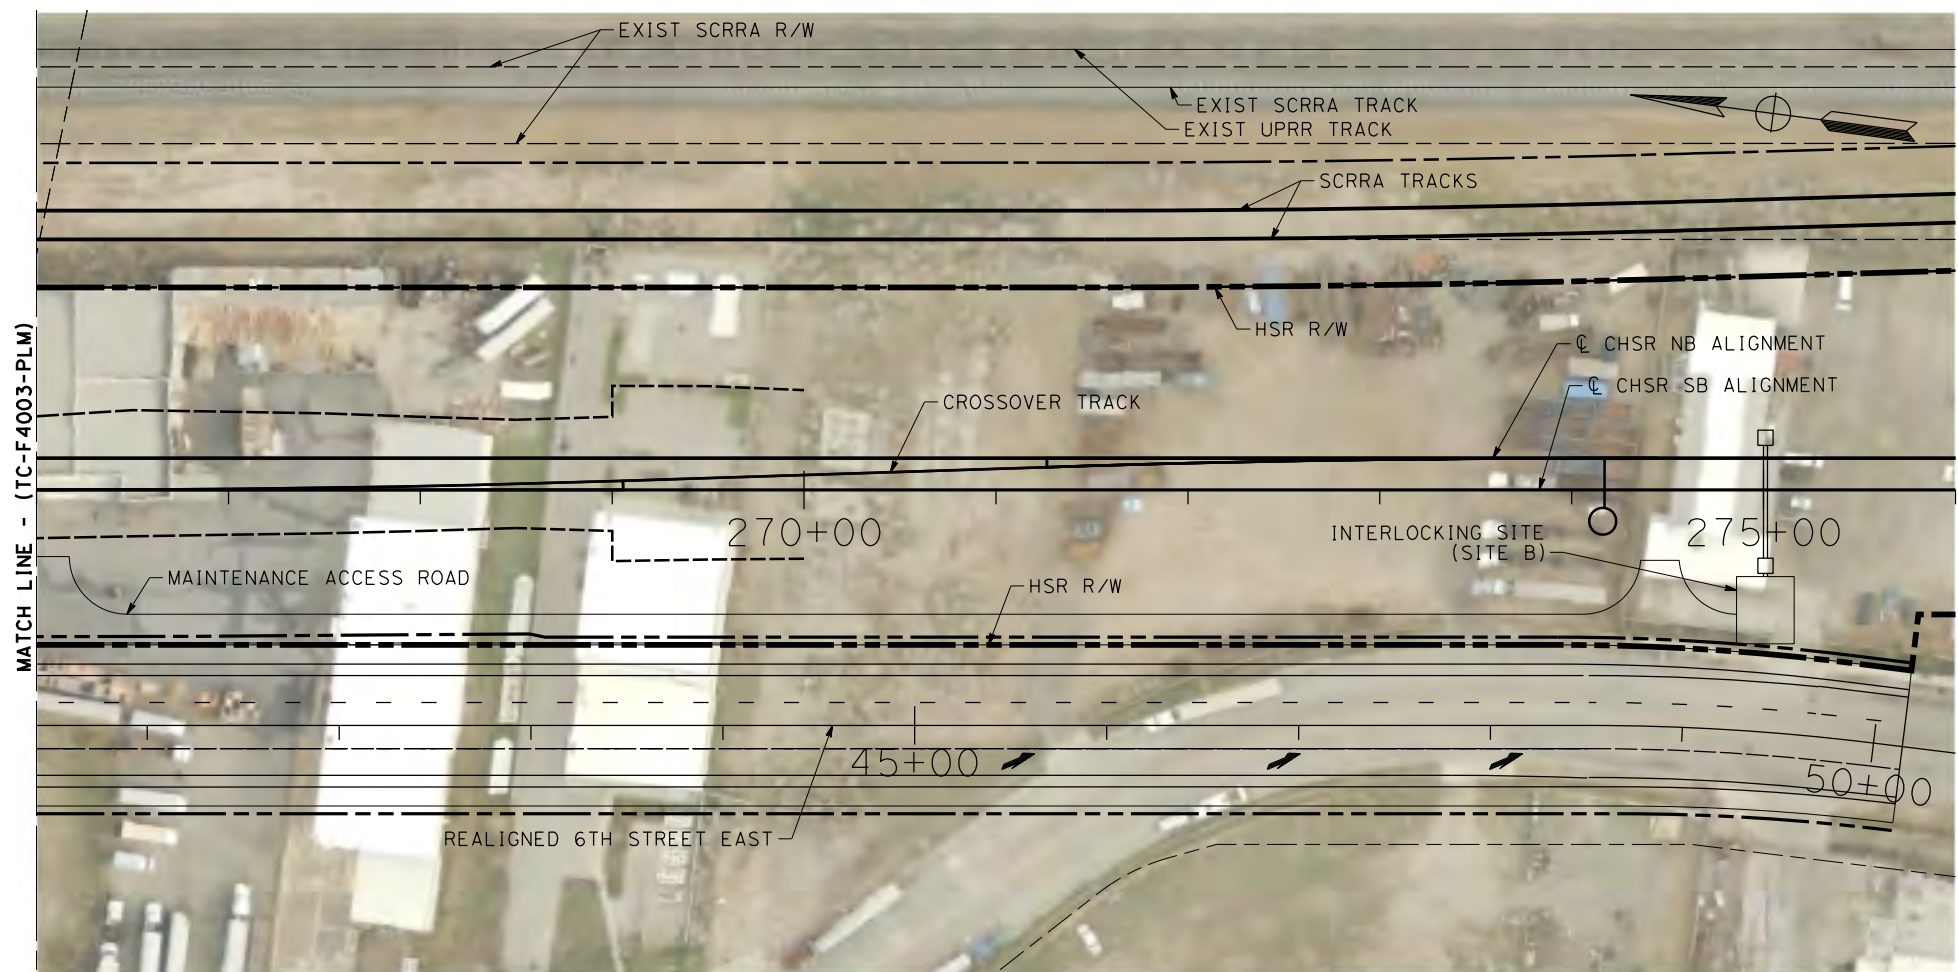 EXIST SCRRA R/W
EXIST SCRRA TRACK
EXIST UPRR TRACK
SCRRA TRACKS
HSR R/W
℄ CHSR NB ALIGNMENT
℄ CHSR SB ALIGNMENT
CROSSOVER TRACK
MATCH LINE - (TC-F4003-PLM)
270+00
INTERLOCKING SITE
(SITE B)
275+00
MAINTENANCE ACCESS ROAD
HSR R/W
45+00
50+00
REALIGNED 6TH STREET EAST